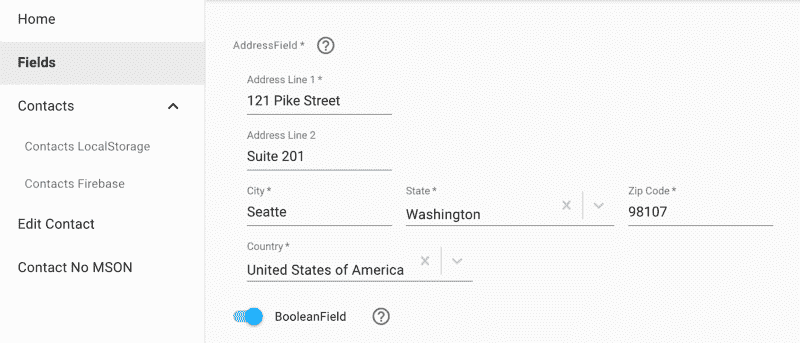 Home
Fields
Contacts
Contacts LocalStorage
Contacts Firebase
Edit Contact
Contact No MSON
AddressField *
Address Line 1 *
121 Pike Street
Address Line 2
Suite 201
City * State * Zip Code *
Seatte Washington 98107
Country *
United States of America
BooleanField